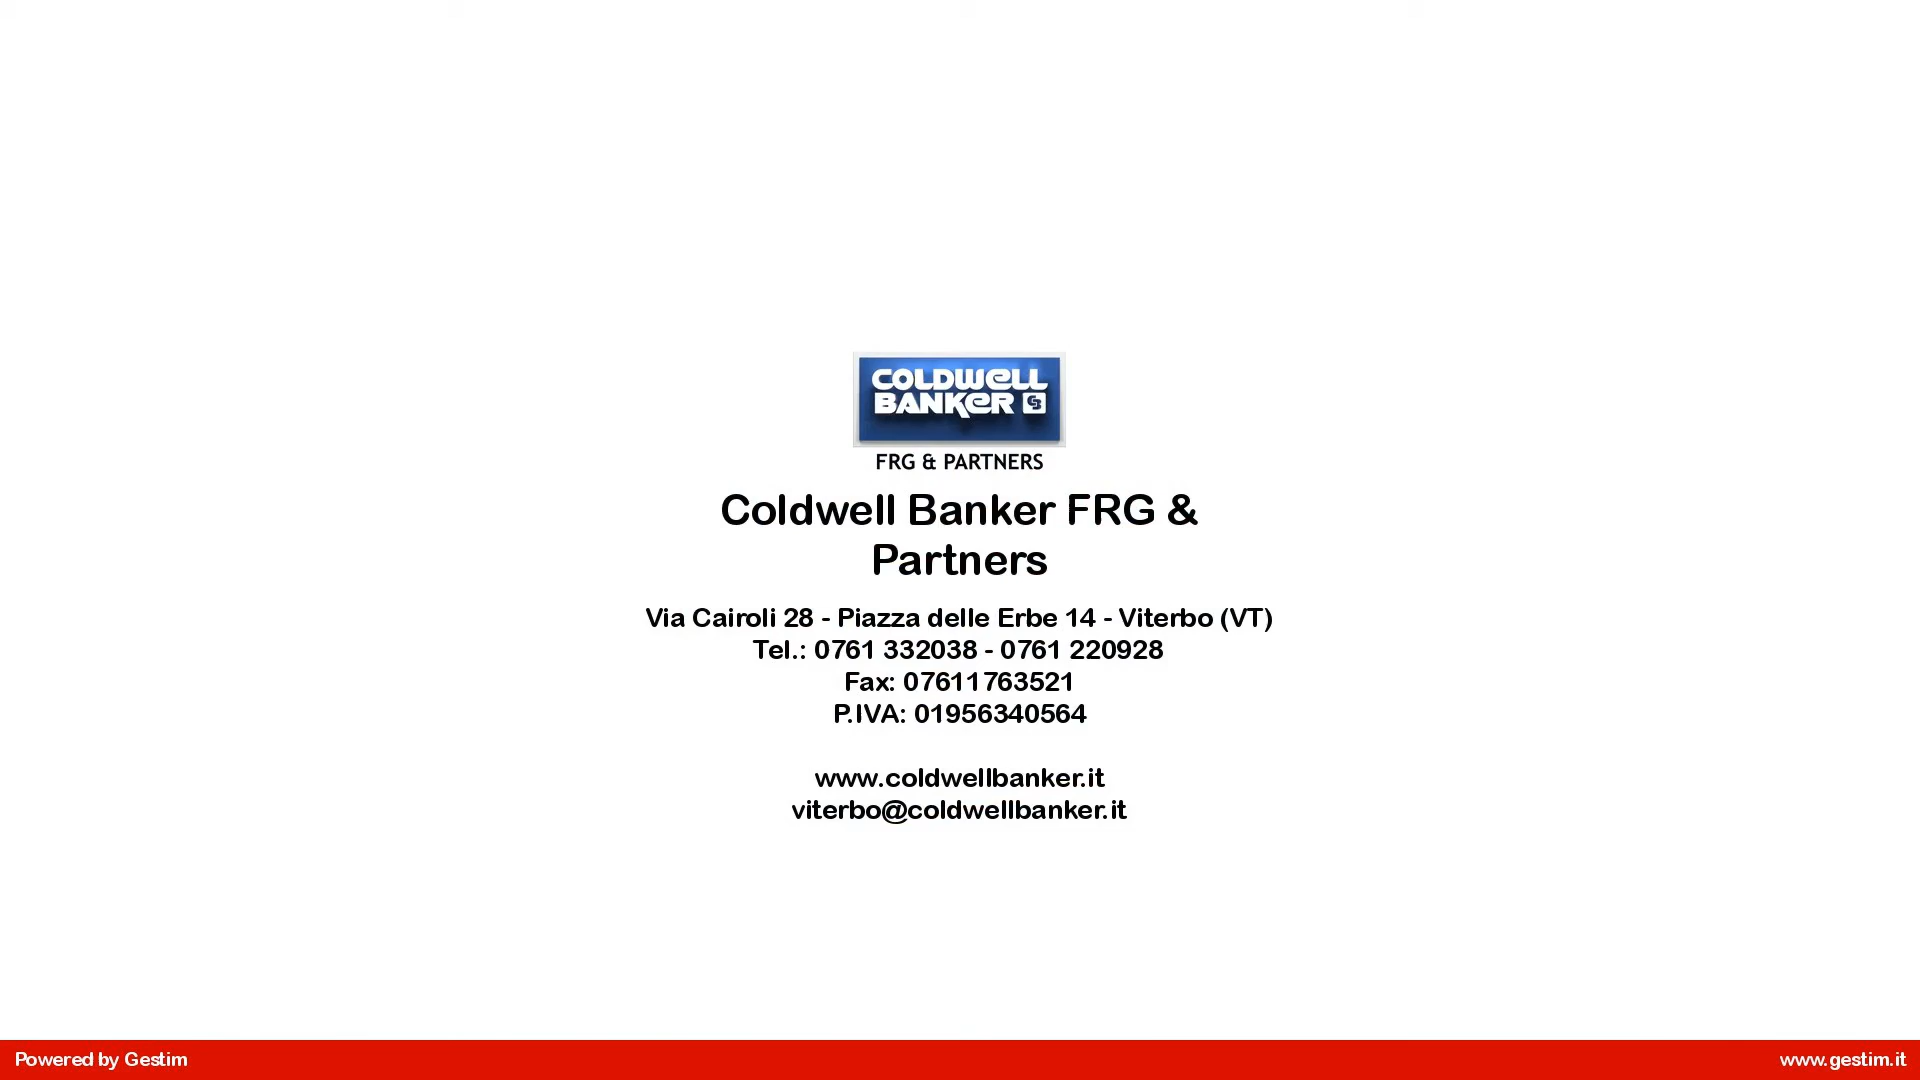 COLDWELL
BANKER CB
FRG & PARTNERS
Coldwell Banker FRG &
Partners
Via Cairoli 28 - Piazza delle Erbe 14 - Viterbo (VT)
Tel.: 0761 332038 - 0761 220928
Fax: 07611763521
P.IVA: 01956340564
www.coldwellbanker.it
viterbo@coldwellbanker.it
Powered by Gestim
www.gestim.it